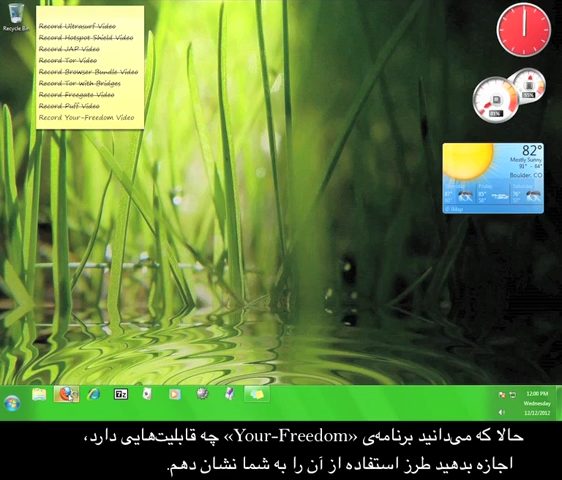 Recycle Bin
Record Ultrasurf Video
Record Hotspot Shield Video
Record JAP Video
Record Tor Video
Record Browser Bundle Video
Record Tor with Bridges
Record Freegate Video
Record Puff Video
Record Your-Freedom Video
82°
Mostly Sunny
91° - 64°
Boulder, CO
Friday
12:00 PM
Wednesday
12/12/2012
حالا که می‌دانید برنامه‌ی «Your-Freedom» چه قابلیت‌هایی دارد،
اجازه بدهید طرز استفاده از آن را به شما نشان دهم.